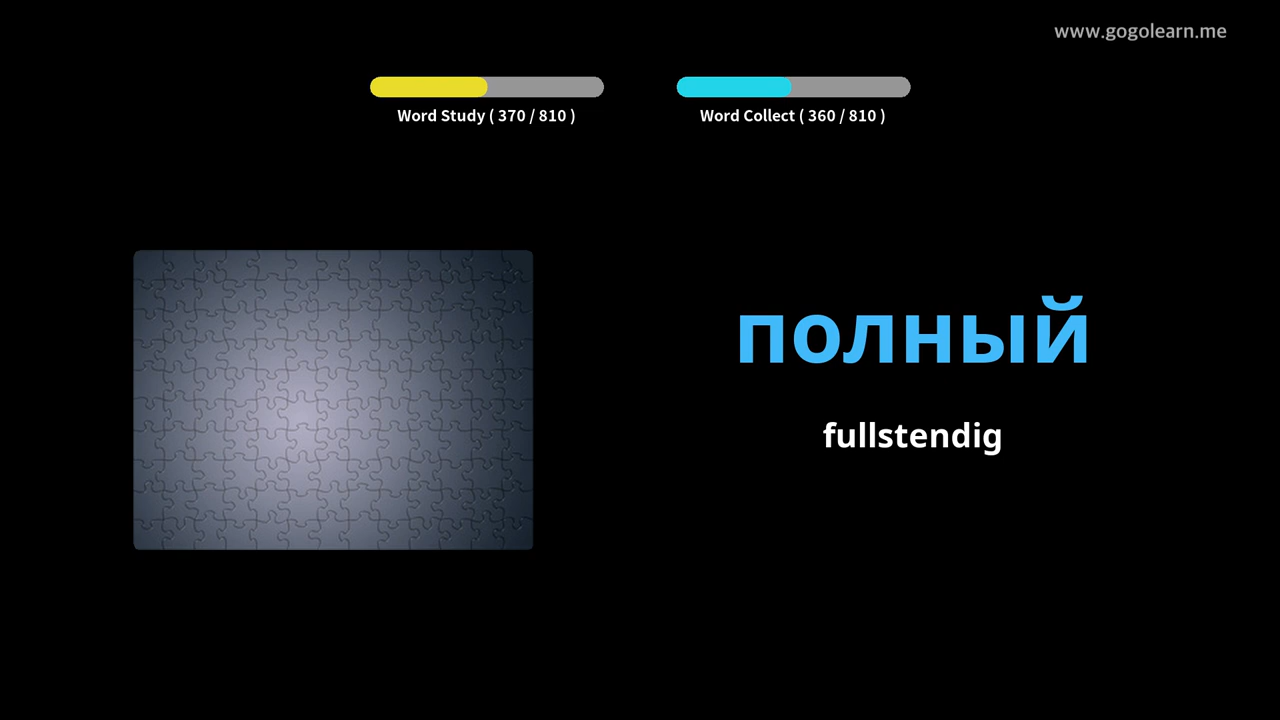 www.gogolearn.me
Word Study ( 370 / 810 )
Word Collect ( 360 / 810 )
полный
fullstendig